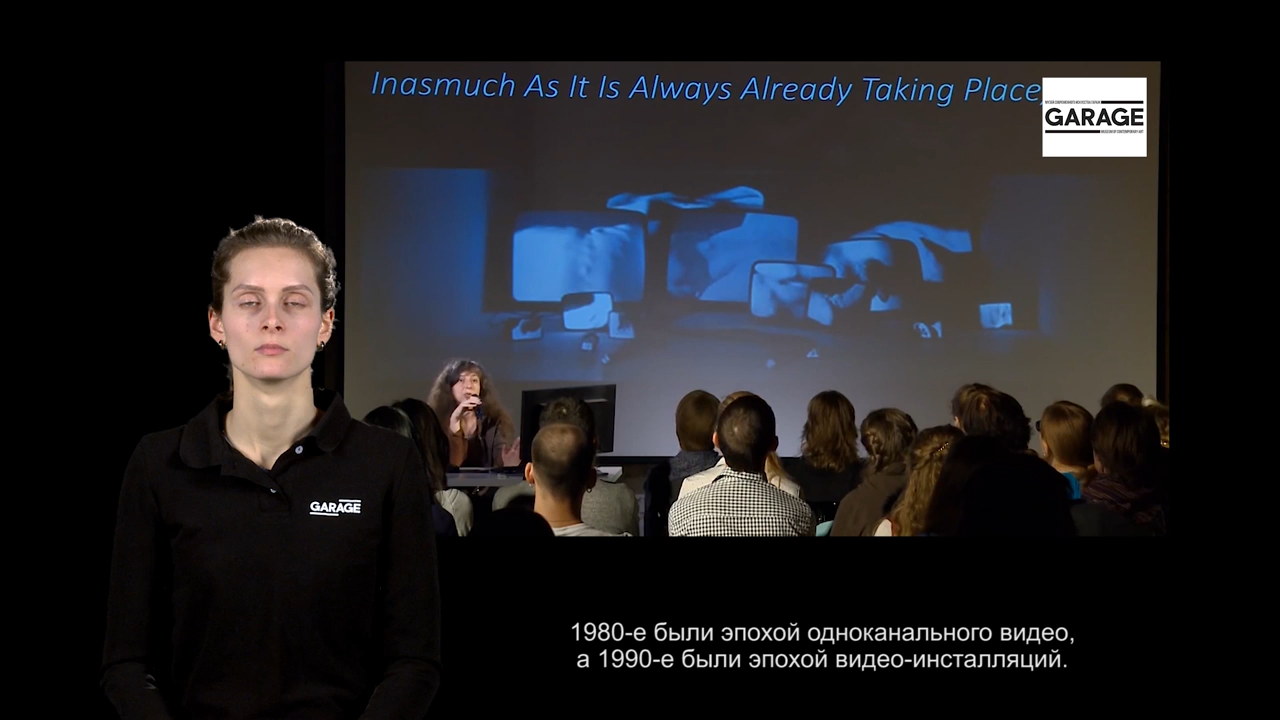 Inasmuch As It Is Always Already Taking Place,
GARAGE
GARAGE
1980-е были эпохой одноканального видео,
а 1990-е были эпохой видео-инсталляций.